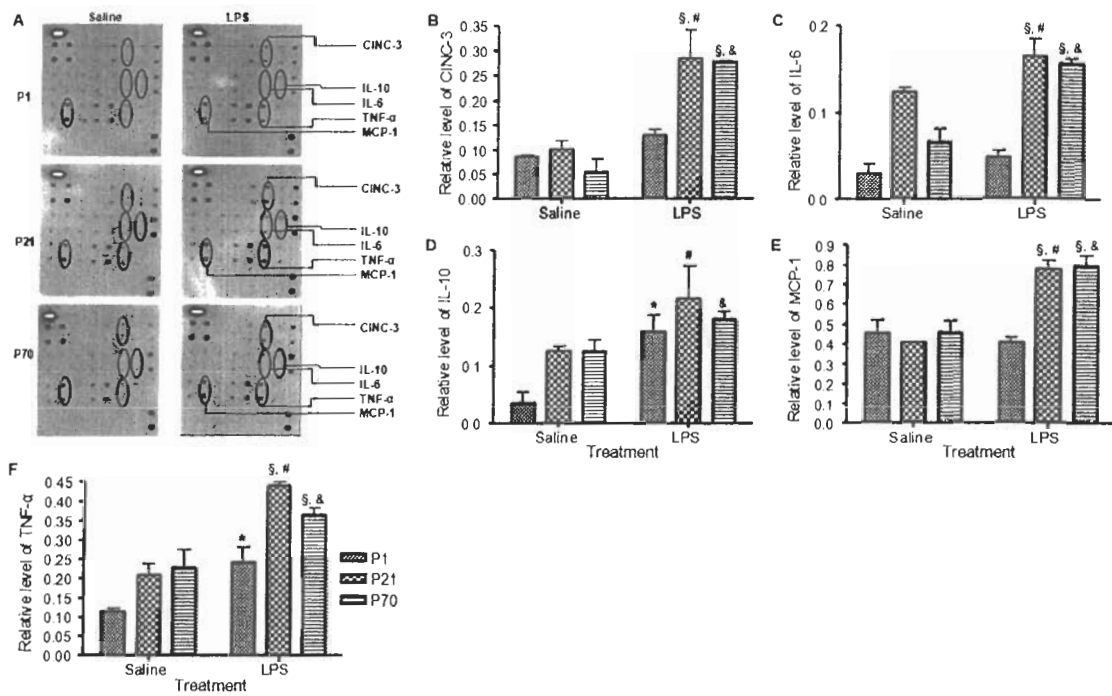 A
Saline
LPS
P1
CINC-3
IL-10
IL-6
TNF-α
MCP-1
P21
CINC-3
IL-10
IL-6
TNF-α
MCP-1
P70
CINC-3
IL-10
IL-6
TNF-α
MCP-1
B
Relative level of CINC-3
0.35
0.30
0.25
0.20
0.15
0.10
0.05
0.00
§, #
§, &
Saline
LPS
C
Relative level of IL-6
0.2
0.1
0.0
§, #
§, &
Saline
LPS
D
Relative level of IL-10
0.3
0.2
0.1
0.0
*
#
&
Saline
LPS
Treatment
E
Relative level of MCP-1
0.9
0.8
0.7
0.6
0.5
0.4
0.3
0.2
0.1
0.0
§, #
§, &
Saline
LPS
Treatment
F
Relative level of TNF-α
0.45
0.40
0.35
0.30
0.25
0.20
0.15
0.10
0.05
0.00
*
§, #
§, &
Saline
LPS
Treatment
P1
P21
P70